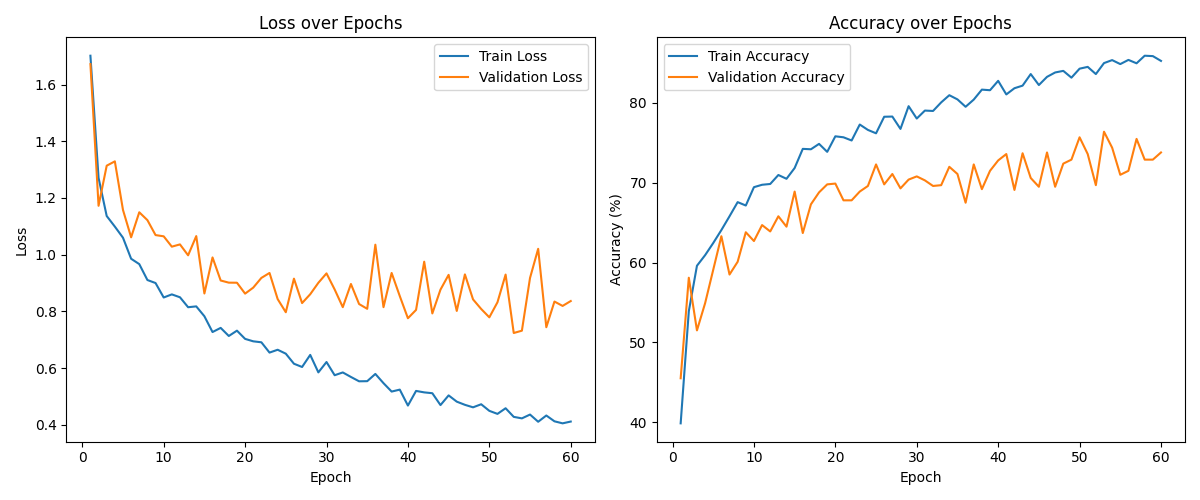 Loss over Epochs
Train Loss
Validation Loss
1.6
1.4
1.2
1.0
0.8
0.6
0.4
Loss
0 10 20 30 40 50 60
Epoch
Accuracy over Epochs
Train Accuracy
Validation Accuracy
80
70
60
50
40
Accuracy (%)
0 10 20 30 40 50 60
Epoch